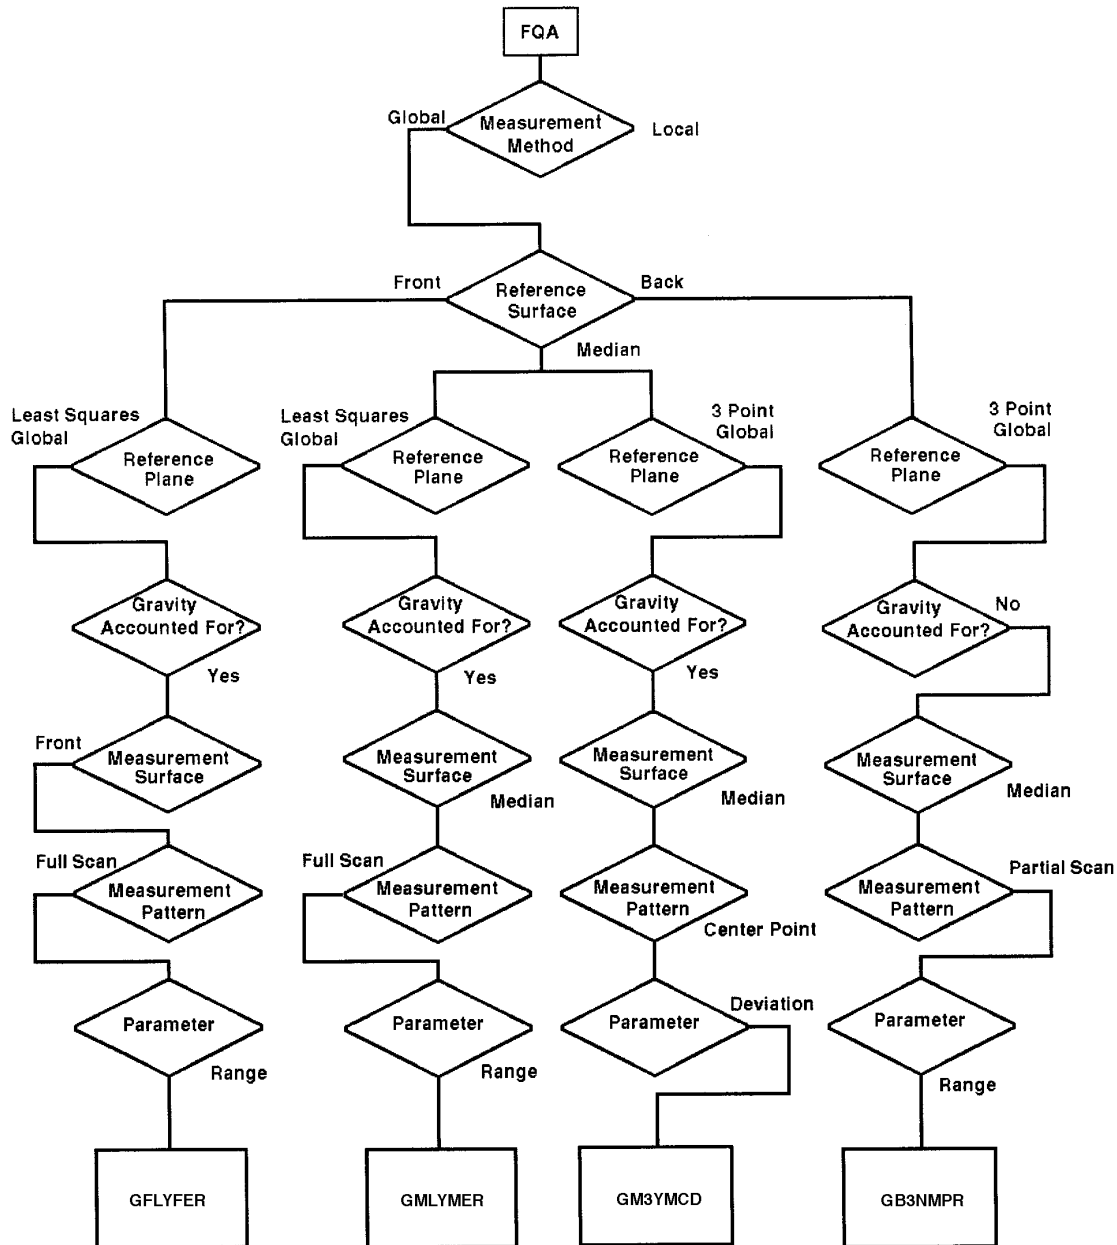 FQA
Global
Measurement
Method
Local
Front
Reference
Surface
Back
Median
Least Squares
Global
Reference
Plane
Least Squares
Global
Reference
Plane
3 Point
Global
Reference
Plane
3 Point
Global
Reference
Plane
Gravity
Accounted For?
Yes
Gravity
Accounted For?
Yes
Gravity
Accounted For?
Yes
Gravity
Accounted For?
No
Front
Measurement
Surface
Measurement
Surface
Median
Measurement
Surface
Median
Measurement
Surface
Median
Full Scan
Measurement
Pattern
Full Scan
Measurement
Pattern
Measurement
Pattern
Center Point
Measurement
Pattern
Partial Scan
Parameter
Range
Parameter
Range
Parameter
Deviation
Parameter
Range
GFLYFER
GMLYMER
GM3YMCD
GB3NMPR